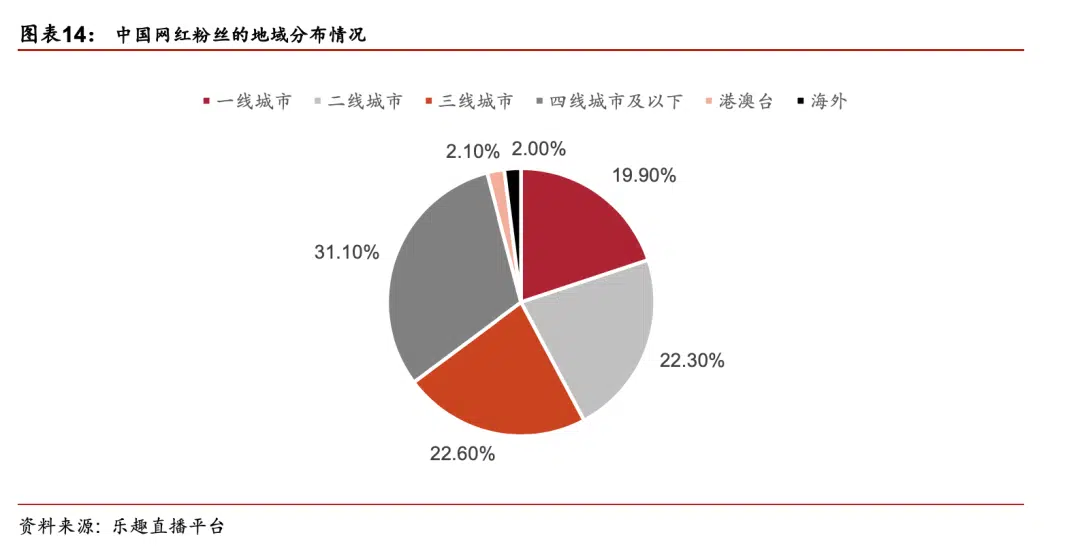 图表14： 中国网红粉丝的地域分布情况
一线城市 二线城市 三线城市 四线城市及以下 港澳台 海外
2.10% 2.00%
19.90%
31.10%
22.30%
22.60%
资料来源：乐趣直播平台